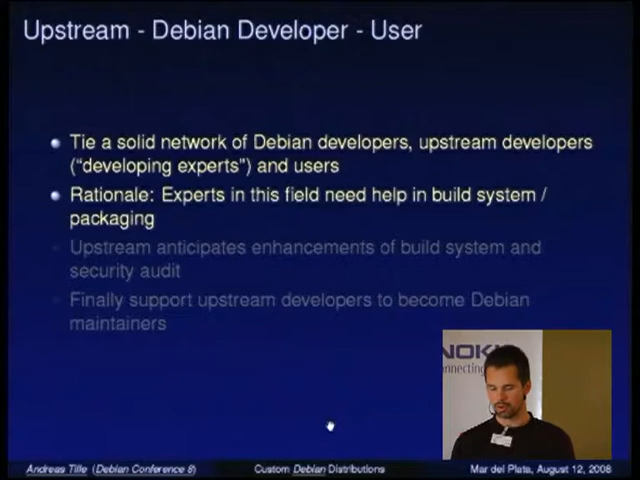 Upstream - Debian Developer - User
Tie a solid network of Debian developers, upstream developers
("developing experts") and users
Rationale: Experts in this field need help in build system /
packaging
Upstream anticipates enhancements of build system and
security audit
Finally support upstream developers to become Debian
maintainers
NOKI
nnecting
Andreas Tille (Debian Conference 8)
Custom Debian Distributions
Mar del Plata, August 12, 2008